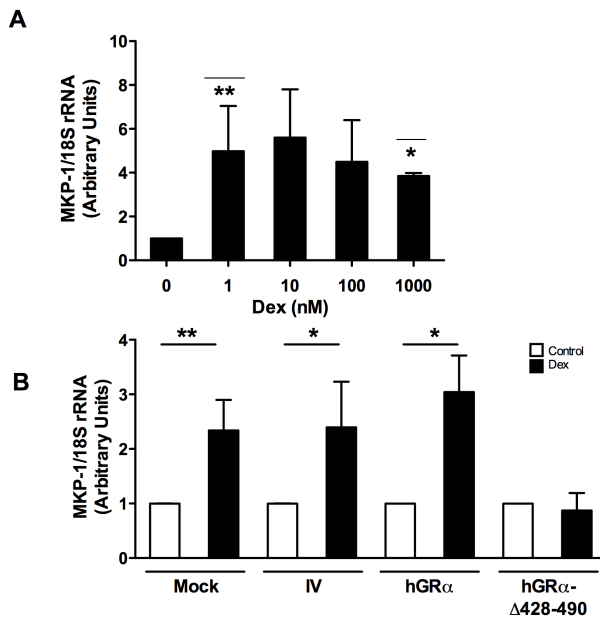 A
MKP-1/18S rRNA
(Arbitrary Units)
10
8
6
4
2
0
**
*
0 1 10 100 1000
Dex (nM)
B
MKP-1/18S rRNA
(Arbitrary Units)
4
3
2
1
0
** * *
Control
Dex
Mock IV hGRα hGRα-
Δ428-490